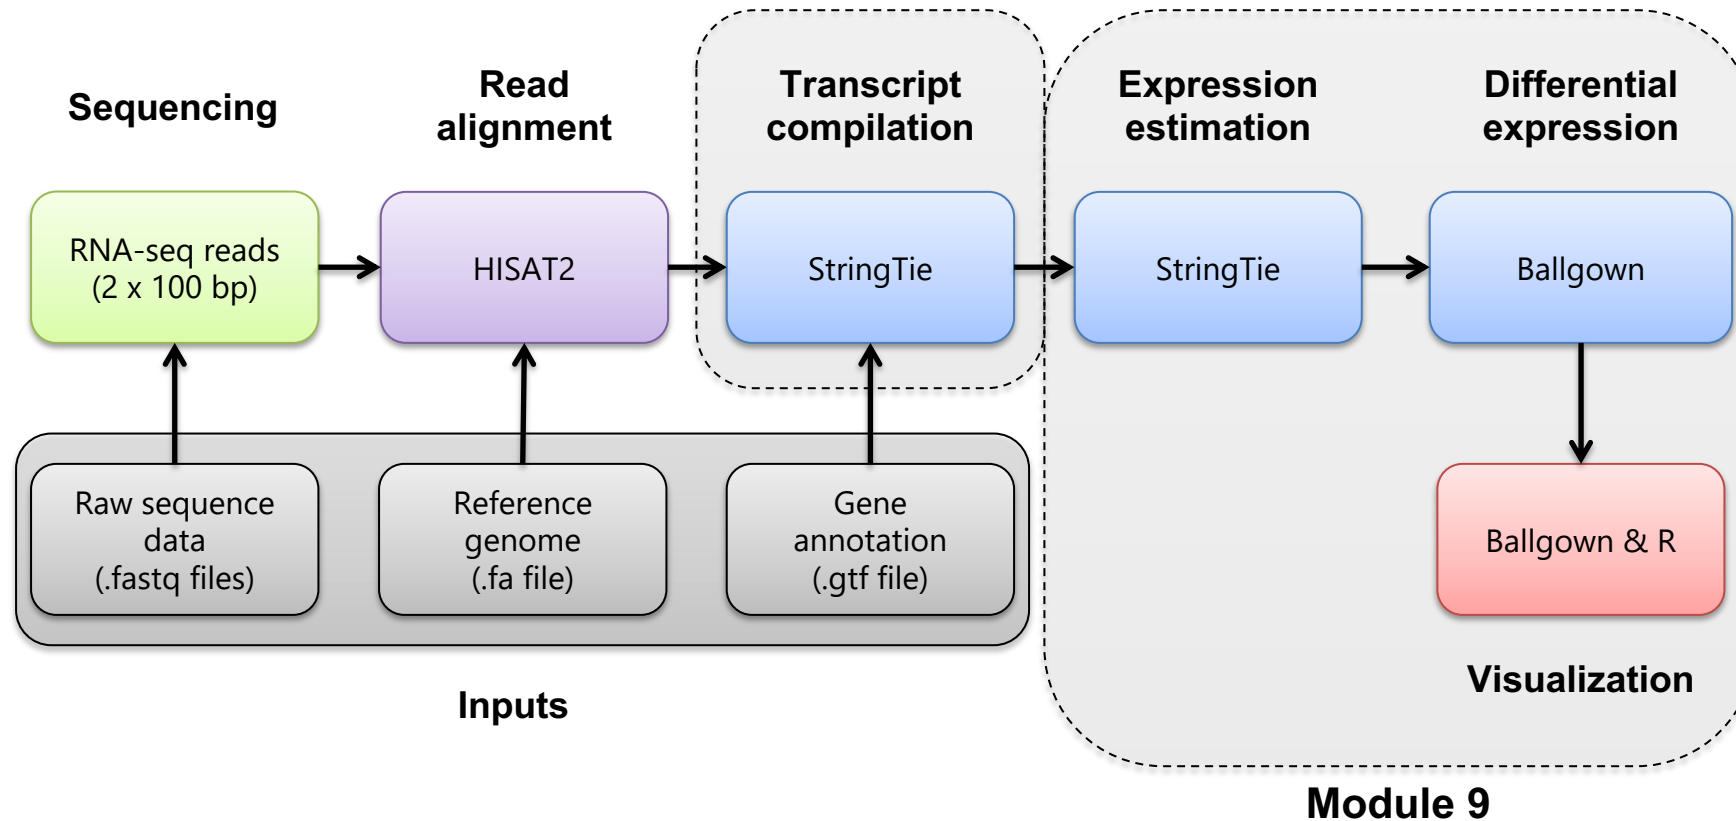 Sequencing
Read
alignment
Transcript
compilation
Expression
estimation
Differential
expression
RNA-seq reads
(2 x 100 bp)
HISAT2
StringTie
StringTie
Ballgown
Raw sequence
data
(.fastq files)
Reference
genome
(.fa file)
Gene
annotation
(.gtf file)
Ballgown & R
Inputs
Visualization
Module 9